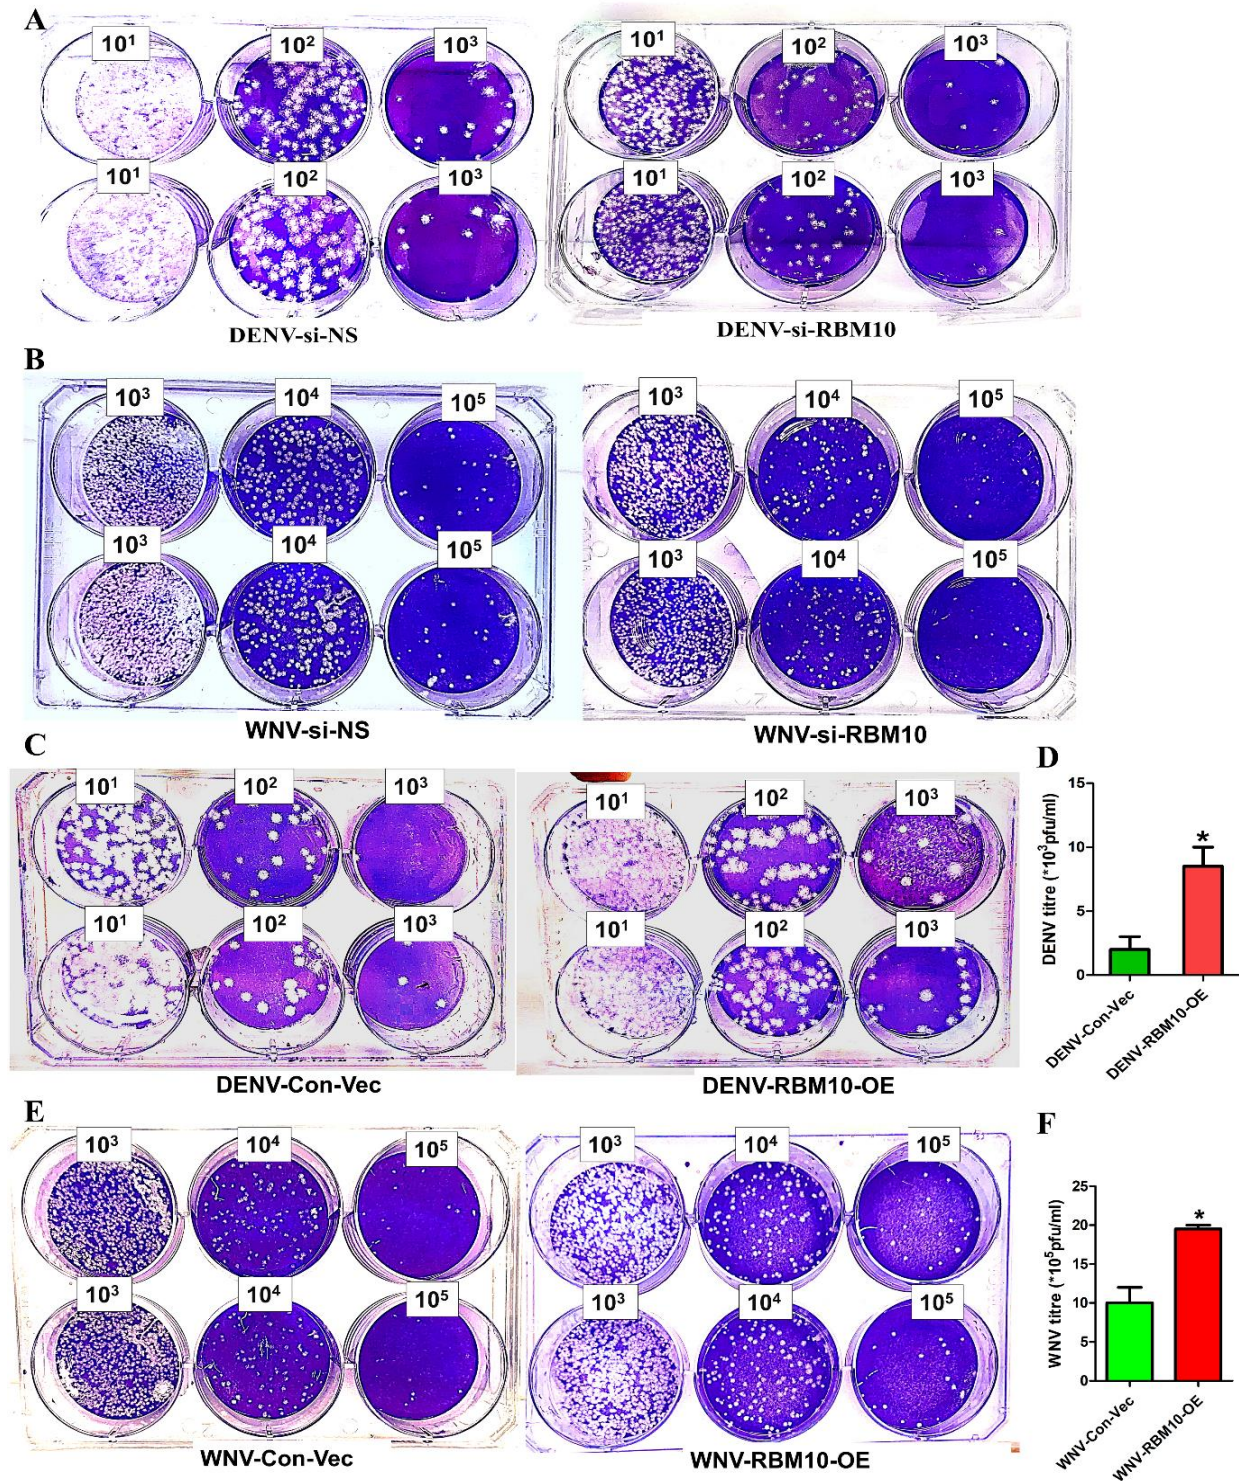 A
10¹ 10² 10³ 10¹ 10² 10³
10¹ 10² 10³ 10¹ 10² 10³
DENV-si-NS DENV-si-RBM10
B
10³ 10⁴ 10⁵ 10³ 10⁴ 10⁵
10³ 10⁴ 10⁵ 10³ 10⁴ 10⁵
WNV-si-NS WNV-si-RBM10
C
10¹ 10² 10³ 10¹ 10² 10³
10¹ 10² 10³ 10¹ 10² 10³
DENV-Con-Vec DENV-RBM10-OE
D
DENV titre (*10³pfu/ml)
15
10
5
0
*
DENV-Con-Vec
DENV-RBM10-OE
E
10³ 10⁴ 10⁵ 10³ 10⁴ 10⁵
10³ 10⁴ 10⁵ 10³ 10⁴ 10⁵
WNV-Con-Vec WNV-RBM10-OE
F
WNV titre (*10⁵pfu/ml)
25
20
15
10
5
0
*
WNV-Con-Vec
WNV-RBM10-OE